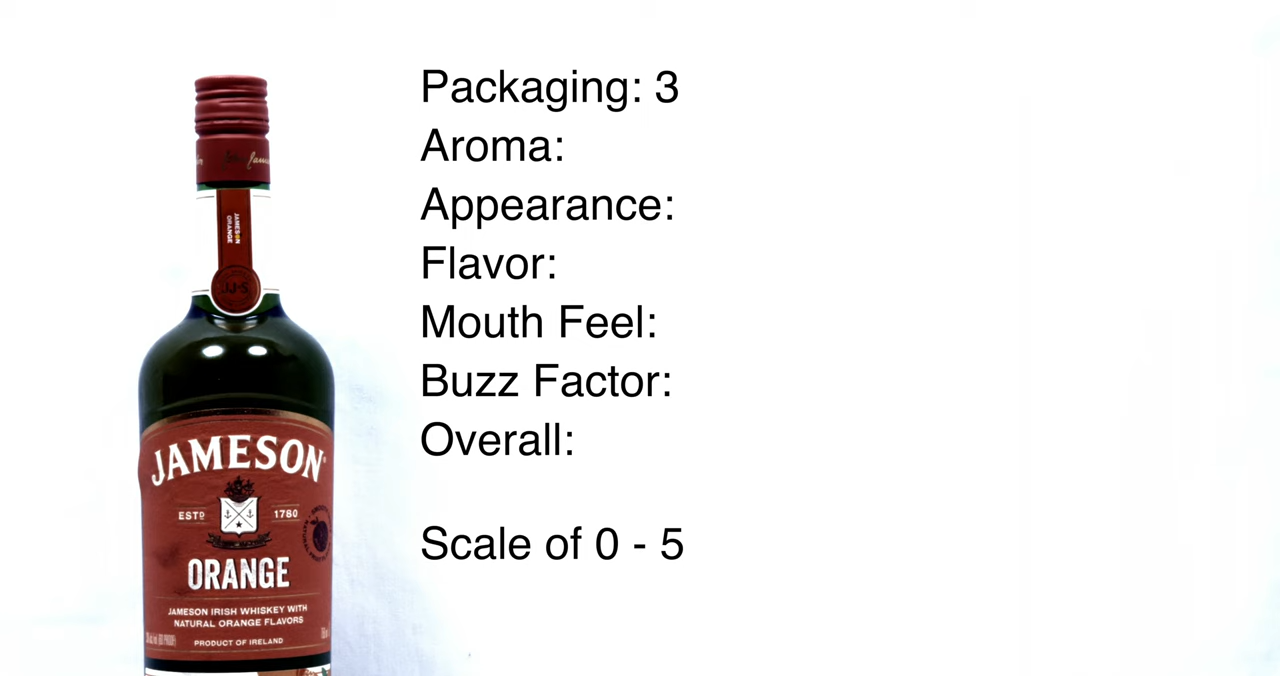 Packaging: 3
Aroma:
Appearance:
Flavor:
Mouth Feel:
Buzz Factor:
Overall:
Scale of 0 - 5
JAMESON
ORANGE
JJ·S
JAMESON
ESTD 1780
ORANGE
JAMESON IRISH WHISKEY WITH
NATURAL ORANGE FLAVORS
PRODUCT OF IRELAND